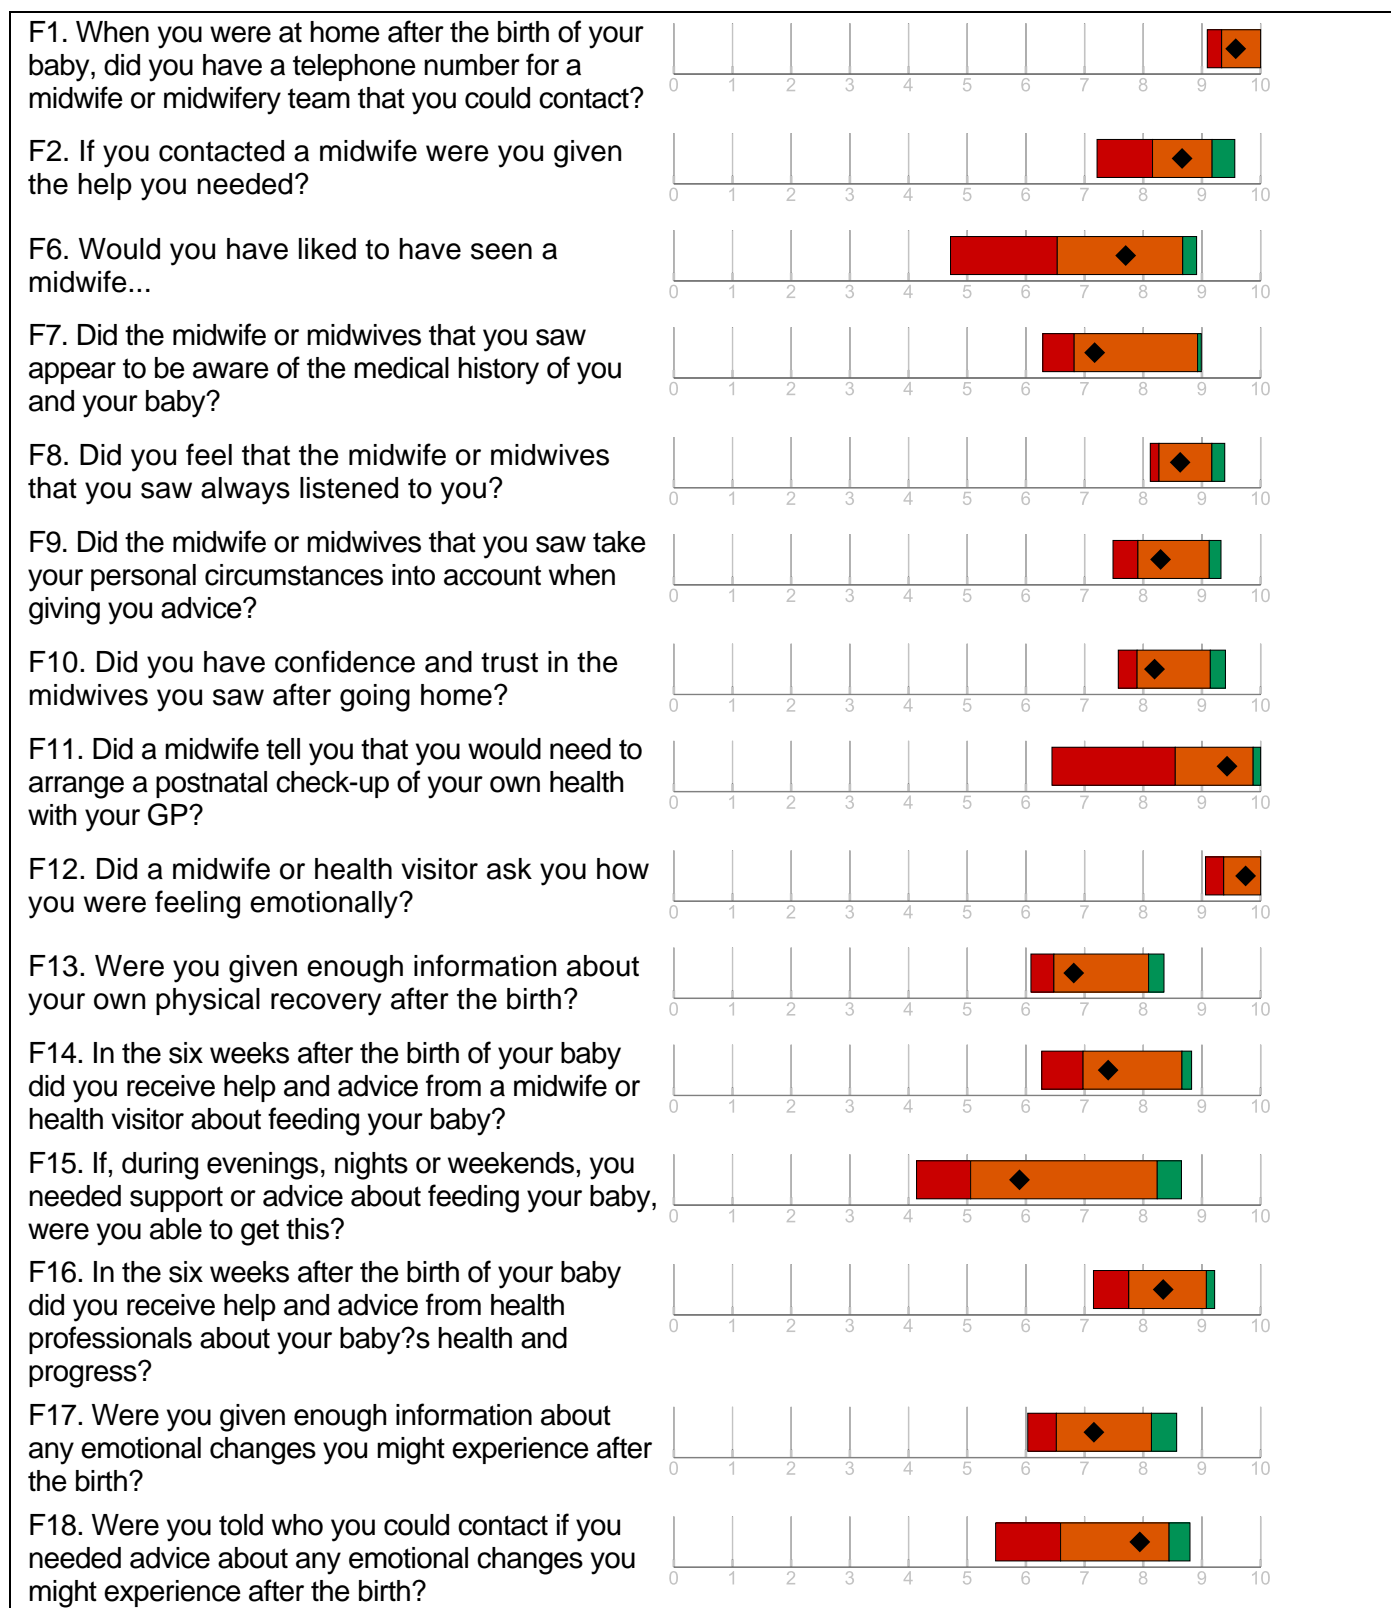 F1. When you were at home after the birth of your
baby, did you have a telephone number for a
midwife or midwifery team that you could contact?
0 1 2 3 4 5 6 7 8 9 10
F2. If you contacted a midwife were you given
the help you needed?
0 1 2 3 4 5 6 7 8 9 10
F6. Would you have liked to have seen a
midwife...
0 1 2 3 4 5 6 7 8 9 10
F7. Did the midwife or midwives that you saw
appear to be aware of the medical history of you
and your baby?
0 1 2 3 4 5 6 7 8 9 10
F8. Did you feel that the midwife or midwives
that you saw always listened to you?
0 1 2 3 4 5 6 7 8 9 10
F9. Did the midwife or midwives that you saw take
your personal circumstances into account when
giving you advice?
0 1 2 3 4 5 6 7 8 9 10
F10. Did you have confidence and trust in the
midwives you saw after going home?
0 1 2 3 4 5 6 7 8 9 10
F11. Did a midwife tell you that you would need to
arrange a postnatal check-up of your own health
with your GP?
0 1 2 3 4 5 6 7 8 9 10
F12. Did a midwife or health visitor ask you how
you were feeling emotionally?
0 1 2 3 4 5 6 7 8 9 10
F13. Were you given enough information about
your own physical recovery after the birth?
0 1 2 3 4 5 6 7 8 9 10
F14. In the six weeks after the birth of your baby
did you receive help and advice from a midwife or
health visitor about feeding your baby?
0 1 2 3 4 5 6 7 8 9 10
F15. If, during evenings, nights or weekends, you
needed support or advice about feeding your baby,
were you able to get this?
0 1 2 3 4 5 6 7 8 9 10
F16. In the six weeks after the birth of your baby
did you receive help and advice from health
professionals about your baby?s health and
progress?
0 1 2 3 4 5 6 7 8 9 10
F17. Were you given enough information about
any emotional changes you might experience after
the birth?
0 1 2 3 4 5 6 7 8 9 10
F18. Were you told who you could contact if you
needed advice about any emotional changes you
might experience after the birth?
0 1 2 3 4 5 6 7 8 9 10